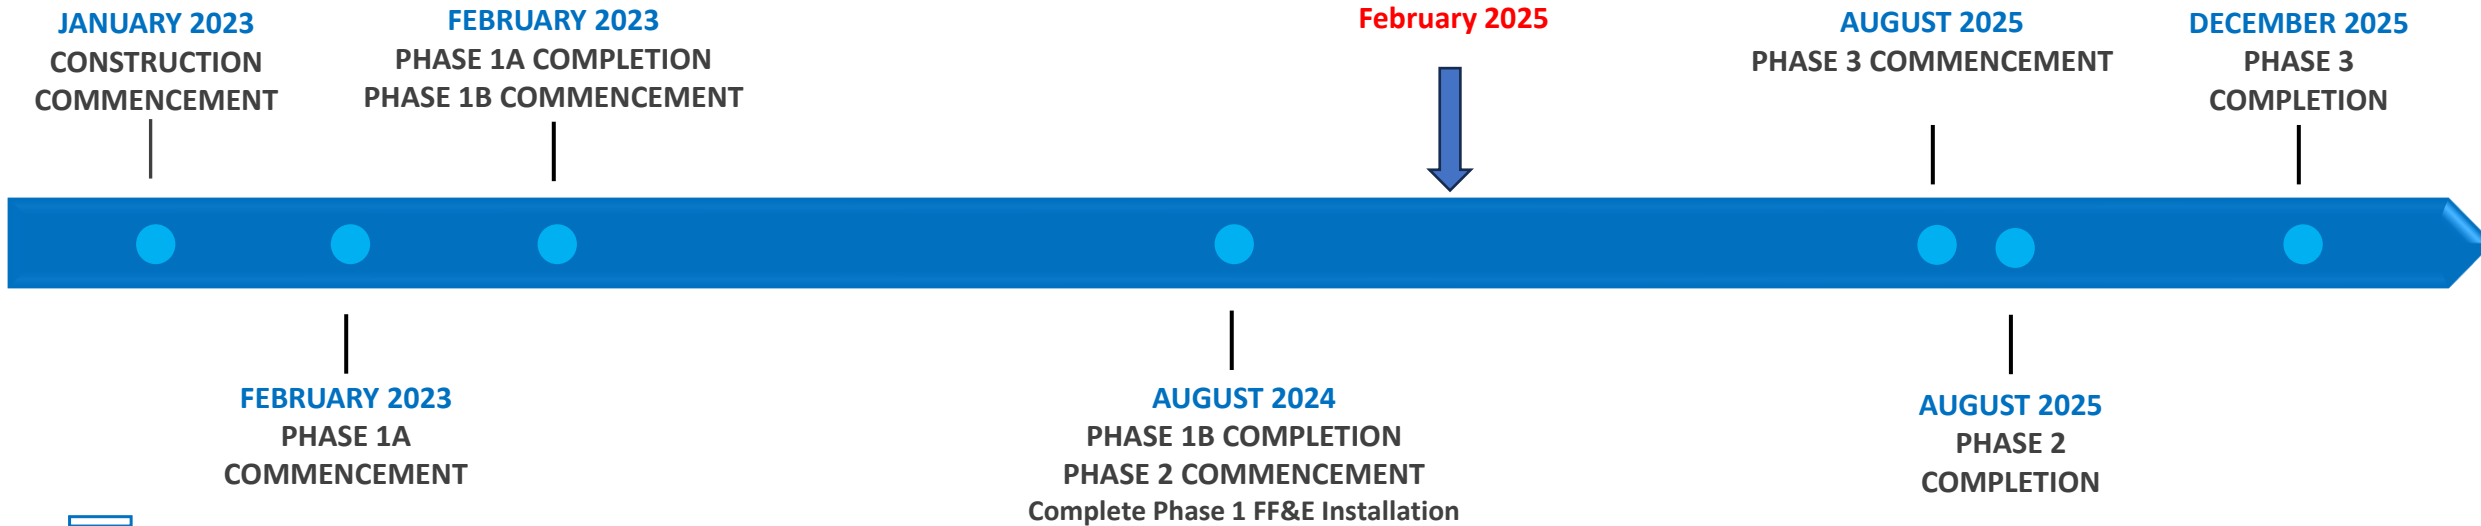 JANUARY 2023
CONSTRUCTION
COMMENCEMENT
FEBRUARY 2023
PHASE 1A COMPLETION
PHASE 1B COMMENCEMENT
February 2025
AUGUST 2025
PHASE 3 COMMENCEMENT
DECEMBER 2025
PHASE 3
COMPLETION
FEBRUARY 2023
PHASE 1A
COMMENCEMENT
AUGUST 2024
PHASE 1B COMPLETION
PHASE 2 COMMENCEMENT
Complete Phase 1 FF&E Installation
AUGUST 2025
PHASE 2
COMPLETION